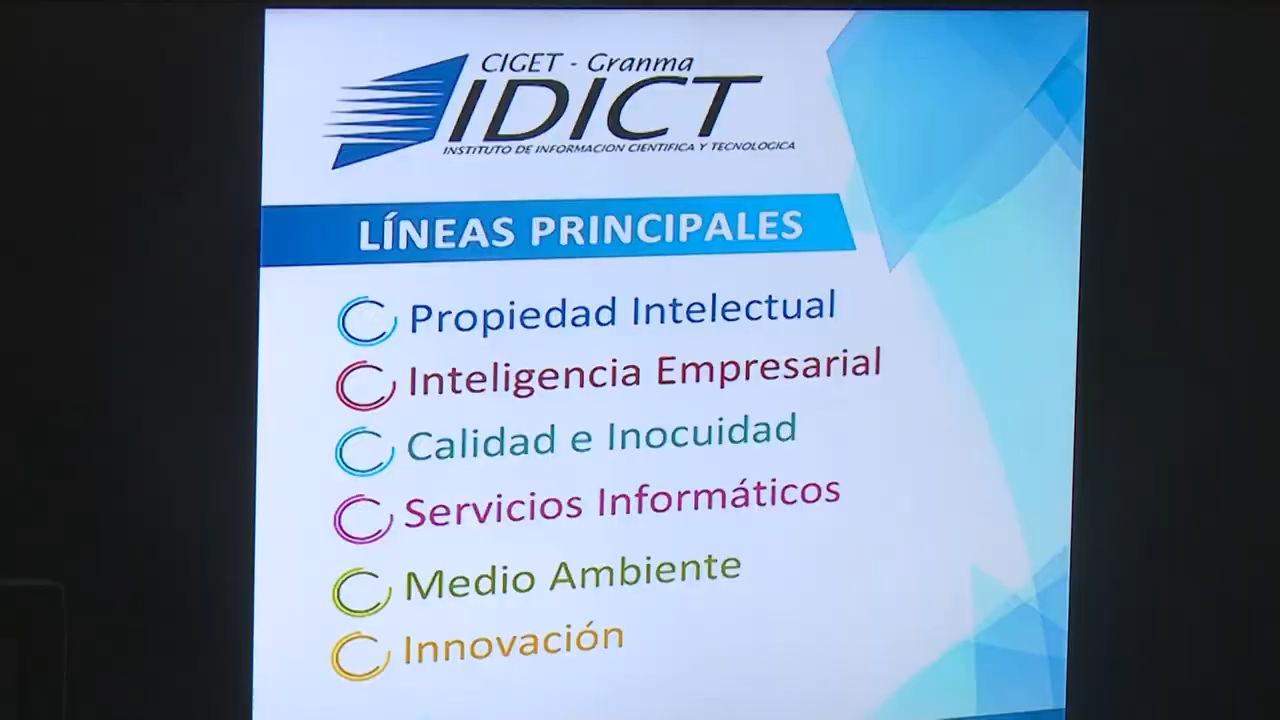 CIGET - Granma
IDICT
INSTITUTO DE INFORMACION CIENTIFICA Y TECNOLOGICA
LÍNEAS PRINCIPALES
Propiedad Intelectual
Inteligencia Empresarial
Calidad e Inocuidad
Servicios Informáticos
Medio Ambiente
Innovación